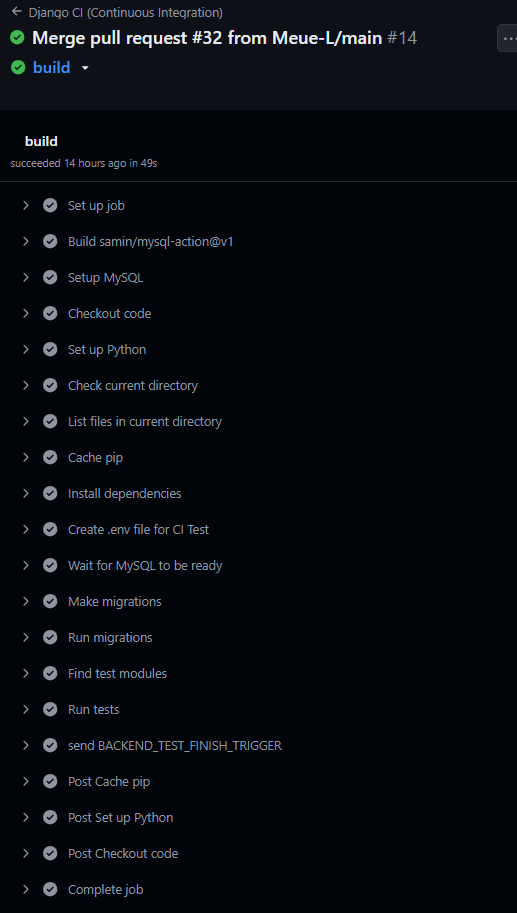 Django CI (Continuous Integration)
Merge pull request #32 from Meue-L/main #14
build
build
succeeded 14 hours ago in 49s
Set up job
Build samin/mysql-action@v1
Setup MySQL
Checkout code
Set up Python
Check current directory
List files in current directory
Cache pip
Install dependencies
Create .env file for CI Test
Wait for MySQL to be ready
Make migrations
Run migrations
Find test modules
Run tests
send BACKEND_TEST_FINISH_TRIGGER
Post Cache pip
Post Set up Python
Post Checkout code
Complete job